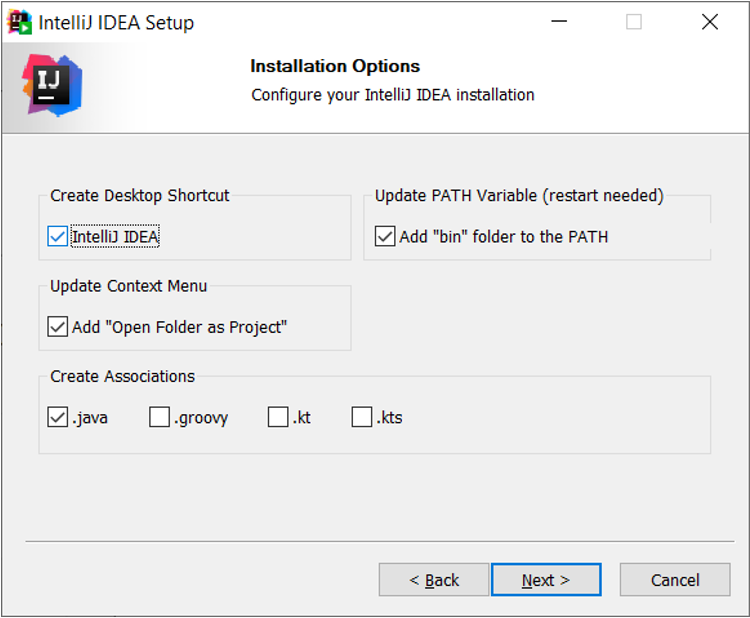 IntelliJ IDEA Setup
IJ
Installation Options
Configure your IntelliJ IDEA installation
Create Desktop Shortcut
Update PATH Variable (restart needed)
IntelliJ IDEA
Add "bin" folder to the PATH
Update Context Menu
Add "Open Folder as Project"
Create Associations
.java .groovy .kt .kts
< Back Next > Cancel